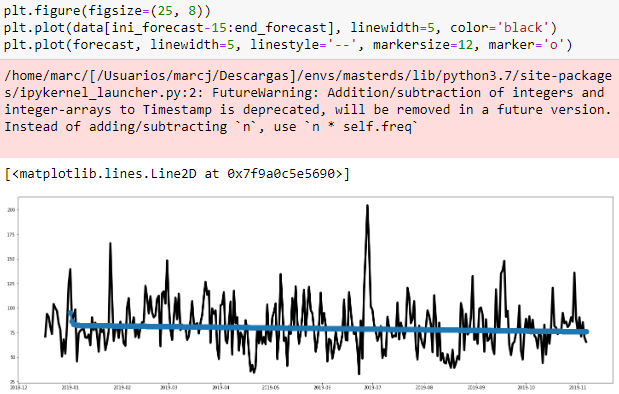 plt.figure(figsize=(25, 8))
plt.plot(data[ini_forecast-15:end_forecast], linewidth=5, color='black')
plt.plot(forecast, linewidth=5, linestyle='--', markersize=12, marker='o')
/home/marc/[/Usuarios/marcj/Descargas]/envs/masterds/lib/python3.7/site-package
s/ipykernel_launcher.py:2: FutureWarning: Addition/subtraction of integers and
integer-arrays to Timestamp is deprecated, will be removed in a future version.
Instead of adding/subtracting `n`, use `n * self.freq`
[<matplotlib.lines.Line2D at 0x7f9a0c5e5690>]
200
175
150
125
100
75
50
25
2018-12 2019-01 2019-02 2019-03 2019-04 2019-05 2019-06 2019-07 2019-08 2019-09 2019-10 2019-11